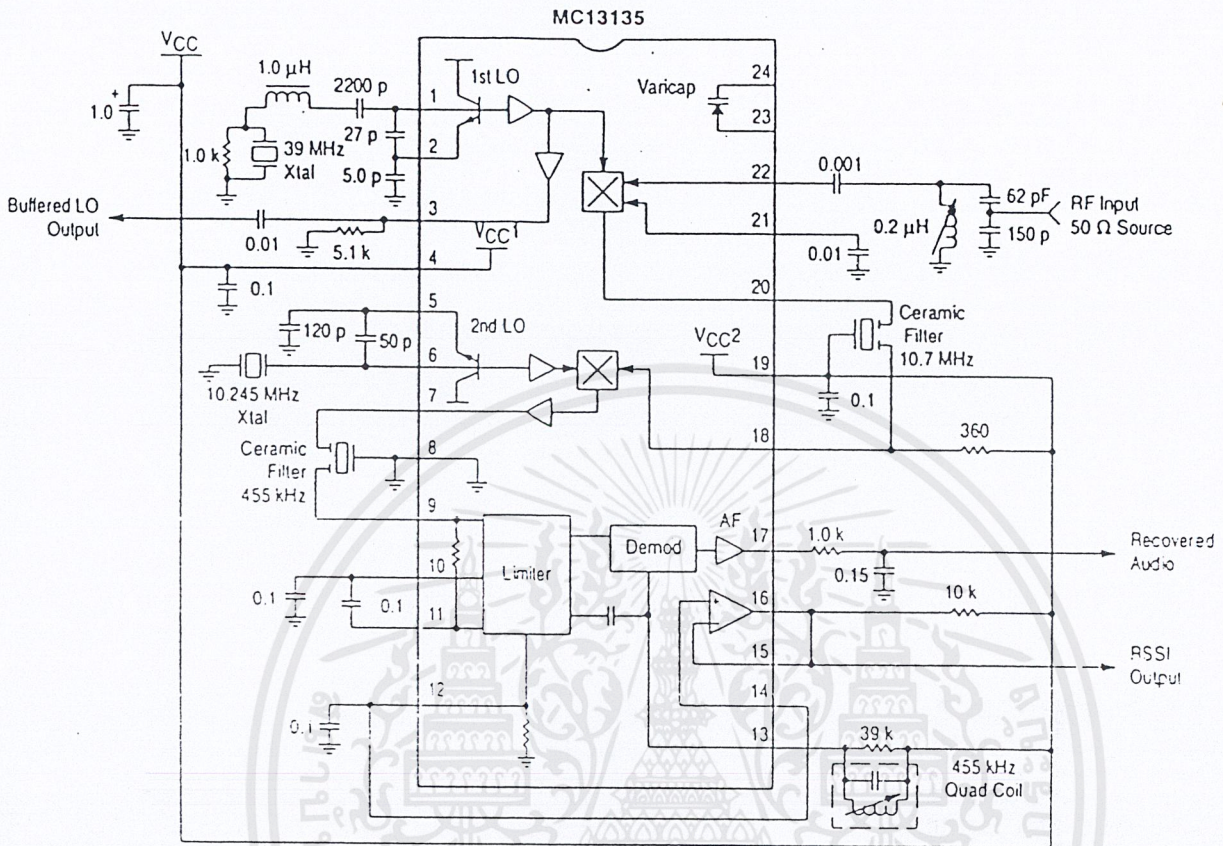 MC13135
VCC
1.0 +
1.0 µH
2200 p
1.0 k
39 MHz
Xtal
27 p
5.0 p
1
2
1st LO
Varicap
24
23
22
21
0.001
62 pF
150 p
RF Input
50 Ω Source
0.2 µH
0.01
Buffered LO
Output
0.01
5.1 k
3
VCC1
4
0.1
20
Ceramic
Filter
10.7 MHz
5
120 p
50 p
2nd LO
6
10.245 MHz
Xtal
7
VCC2
19
0.1
18
360
Ceramic
Filter
455 kHz
8
9
10
11
0.1
0.1
Limiter
Demod
AF
17
1.0 k
0.15
Recovered
Audio
16
10 k
15
RSSI
Output
14
12
0.1
13
39 k
455 kHz
Quad Coil